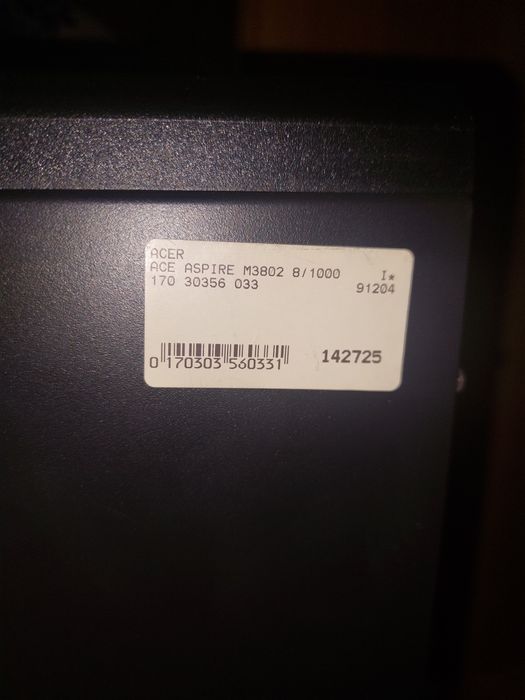 ACER
ACE ASPIRE M3802 8/1000 I*
170 30356 033 91204
0 170303 560331 142725